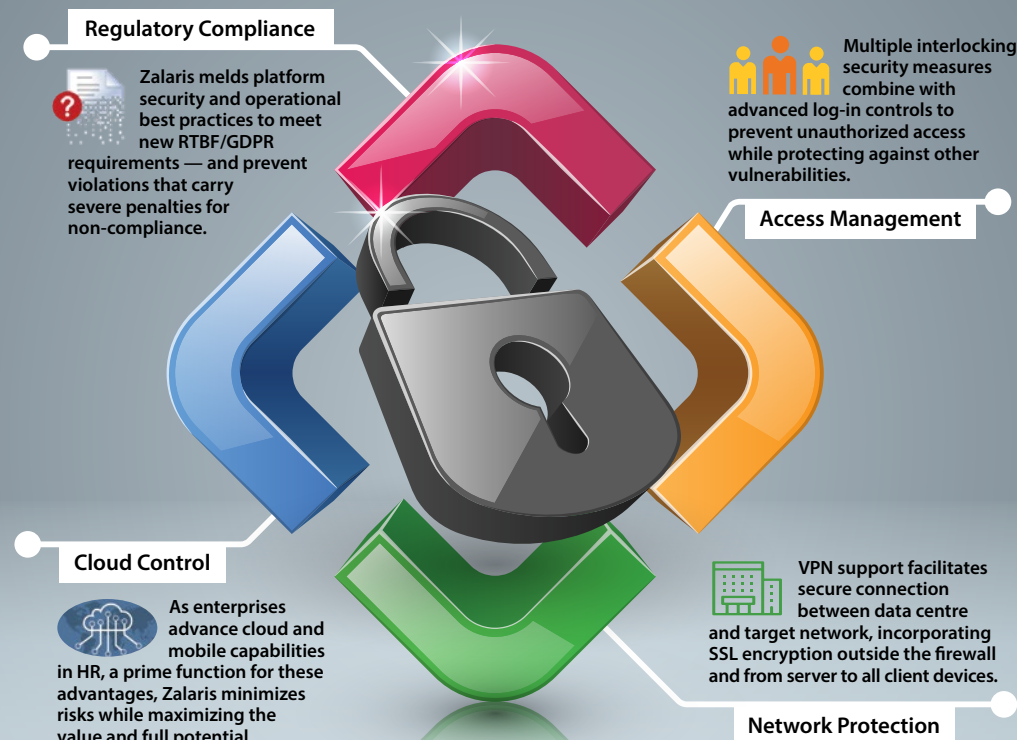 Regulatory Compliance
Zalaris melds platform
security and operational
best practices to meet
new RTBF/GDPR
requirements — and prevent
violations that carry
severe penalties for
non-compliance.
Multiple interlocking
security measures
combine with
advanced log-in controls to
prevent unauthorized access
while protecting against other
vulnerabilities.
Access Management
Cloud Control
As enterprises
advance cloud and
mobile capabilities
in HR, a prime function for these
advantages, Zalaris minimizes
risks while maximizing the
value and full potential
VPN support facilitates
secure connection
between data centre
and target network, incorporating
SSL encryption outside the firewall
and from server to all client devices.
Network Protection